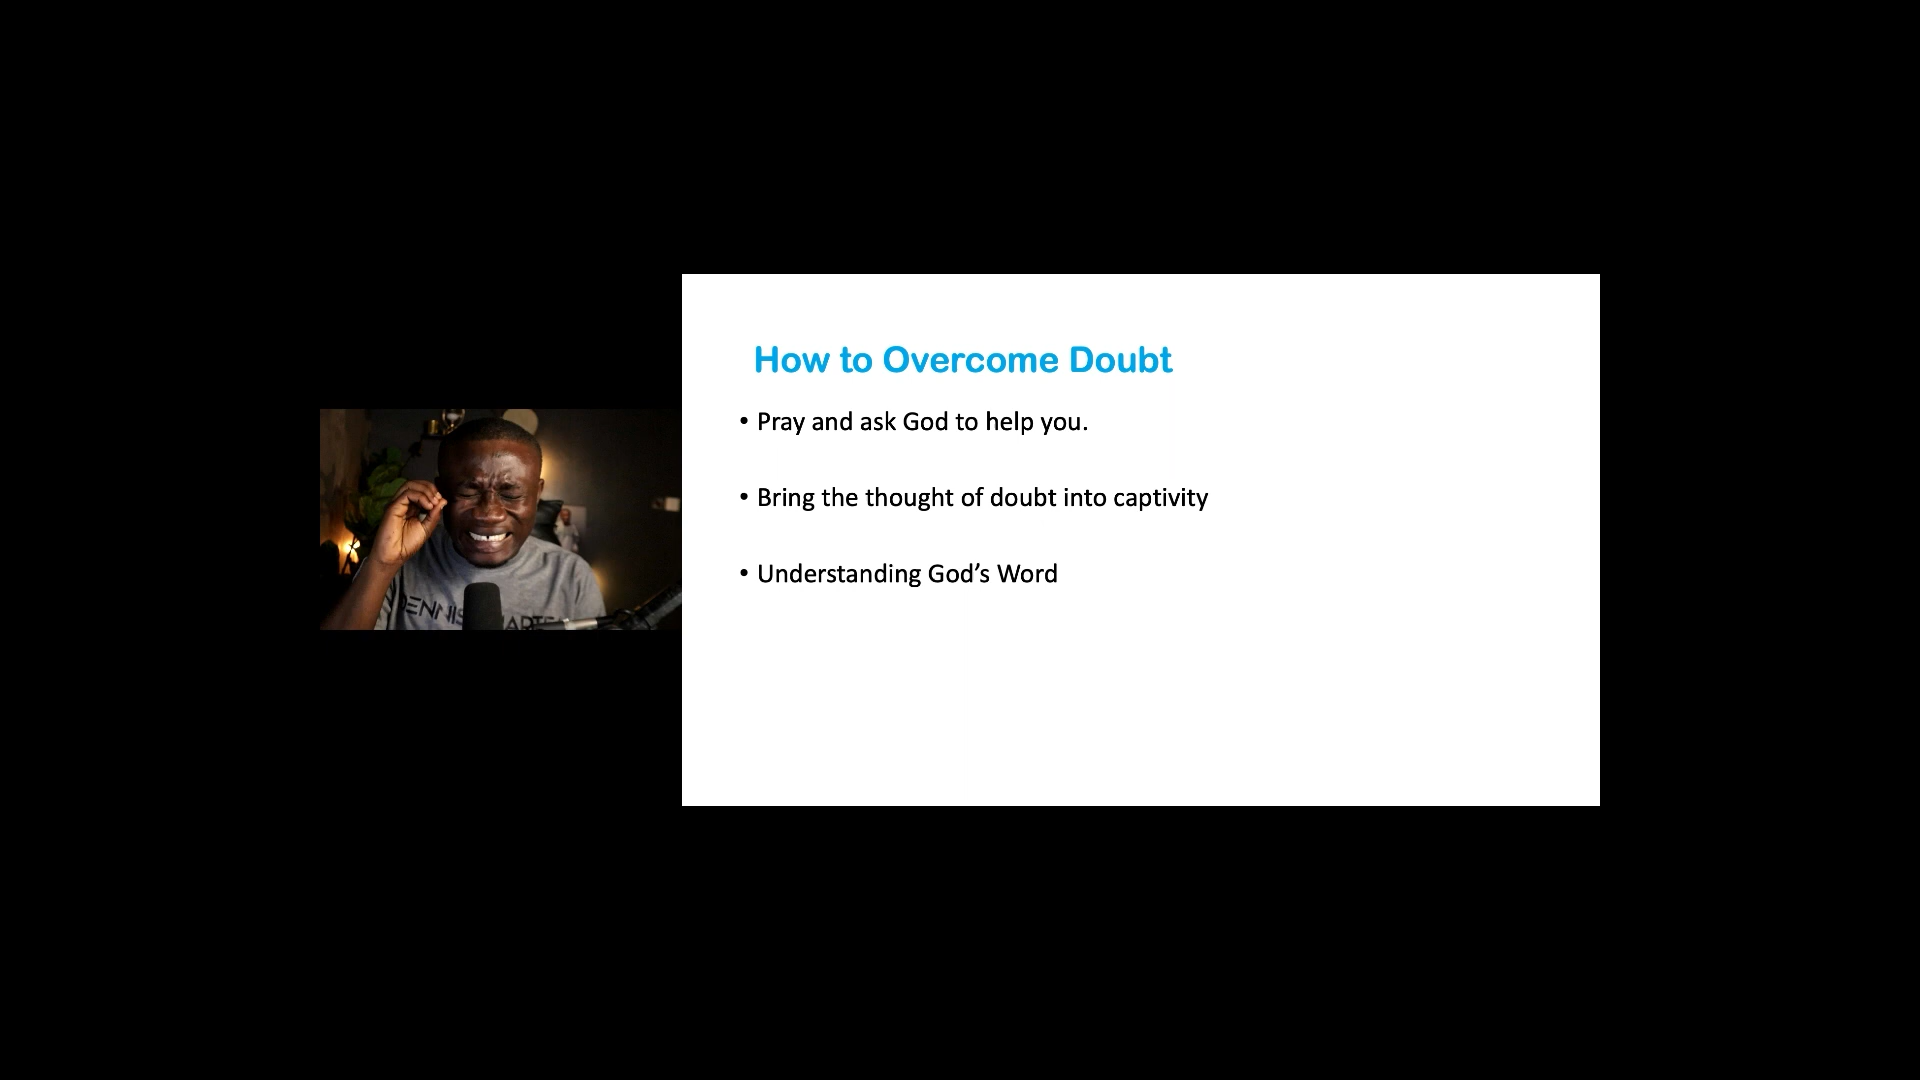 How to Overcome Doubt
• Pray and ask God to help you.
• Bring the thought of doubt into captivity
• Understanding God’s Word